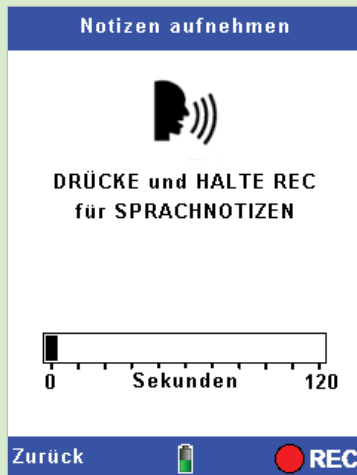 Notizen aufnehmen
DRÜCKE und HALTE REC
für SPRACHNOTIZEN
0 Sekunden 120
Zurück REC